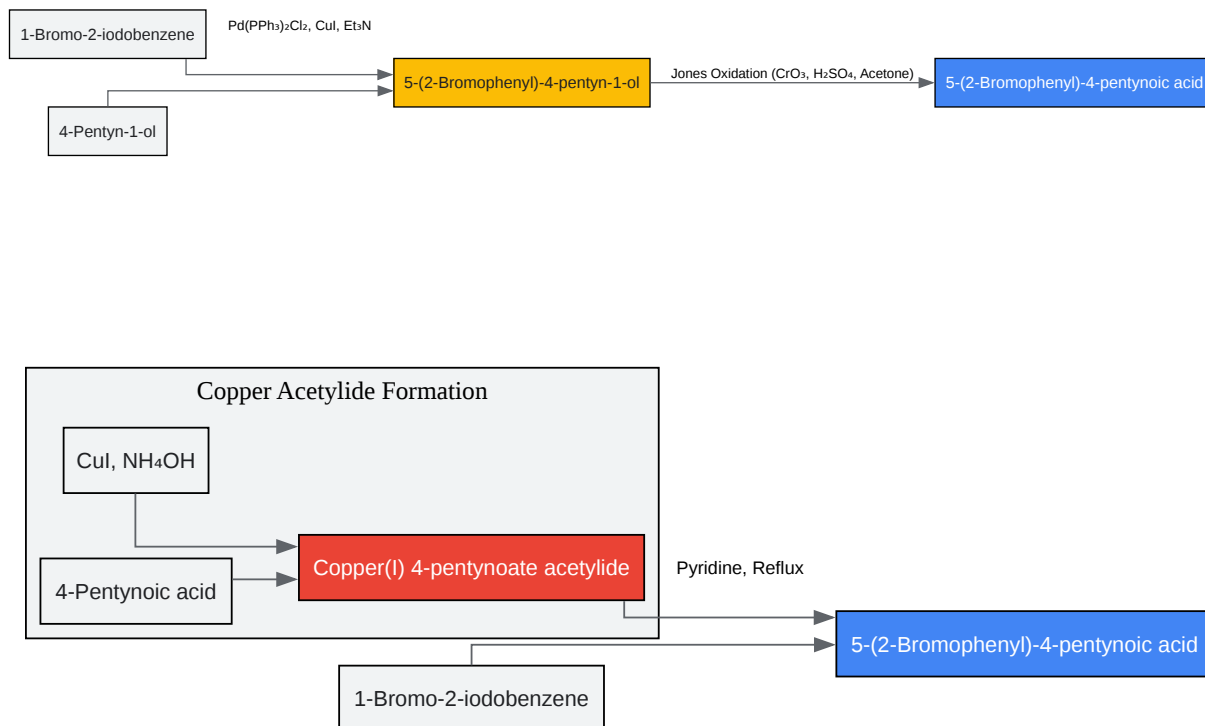 1-Bromo-2-iodobenzene
Pd(PPh₃)₂Cl₂, CuI, Et₃N
4-Pentyn-1-ol
5-(2-Bromophenyl)-4-pentyn-1-ol
Jones Oxidation (CrO₃, H₂SO₄, Acetone)
5-(2-Bromophenyl)-4-pentynoic acid
Copper Acetylide Formation
CuI, NH₄OH
4-Pentynoic acid
Copper(I) 4-pentynoate acetylide
Pyridine, Reflux
1-Bromo-2-iodobenzene
5-(2-Bromophenyl)-4-pentynoic acid